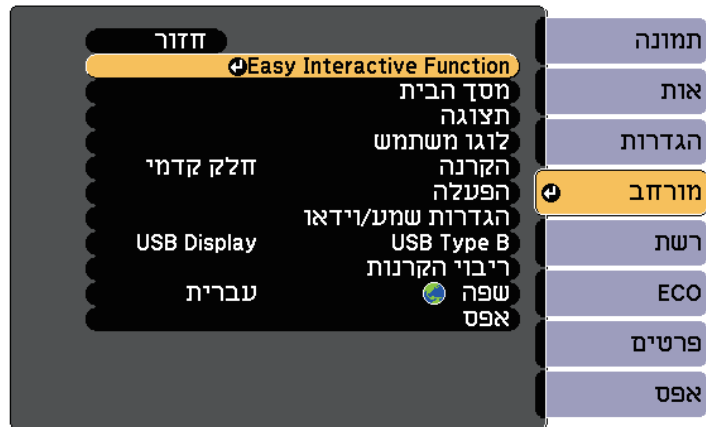 תמונה
אות
הגדרות
מורחב
רשת
ECO
פרטים
אפס
חזור
Easy Interactive Function
מסך הבית
תצוגה
לוגו משתמש
הקרנה חלק קדמי
הפעלה
הגדרות שמע/וידאו
USB Type B USB Display
ריבוי הקרנות
שפה עברית
אפס